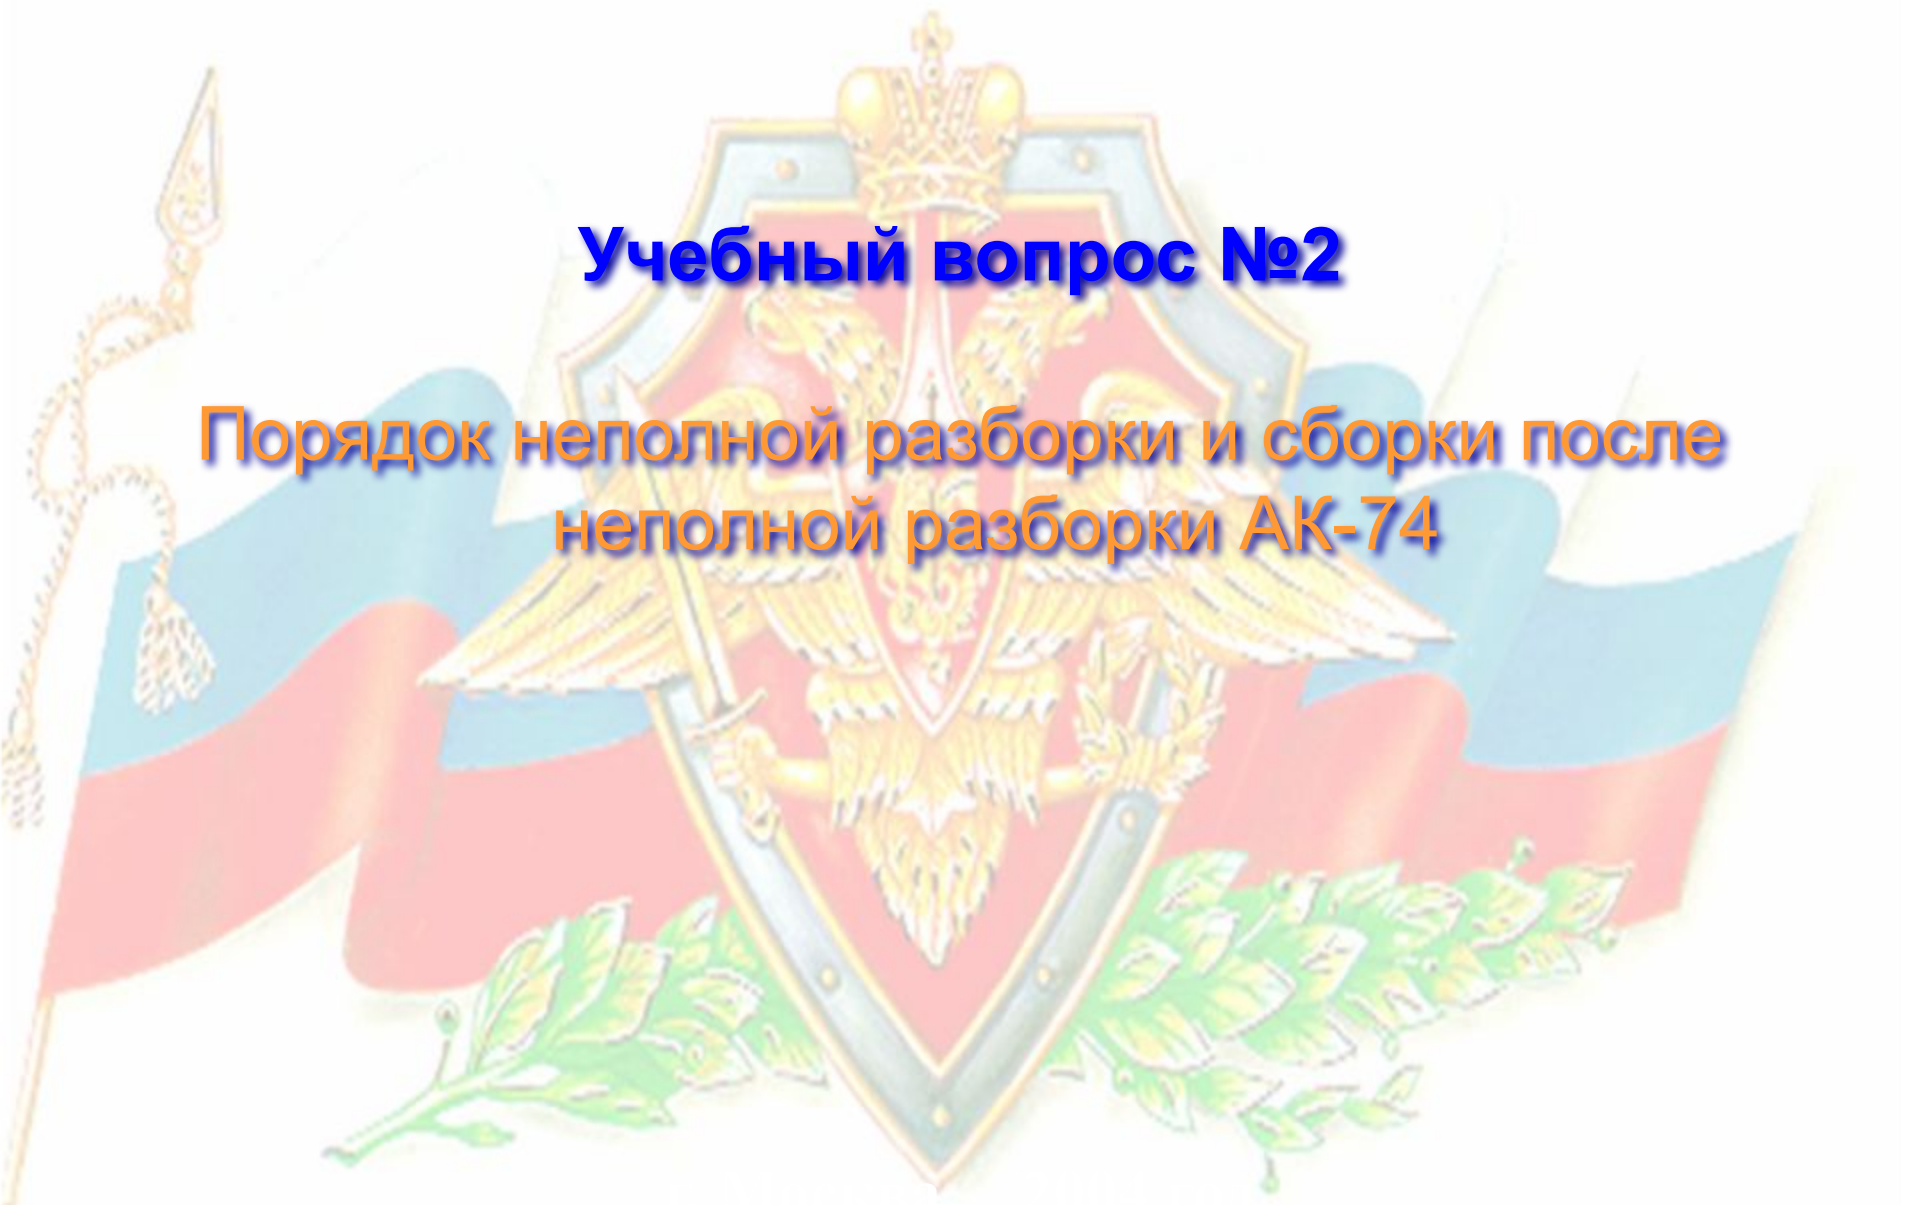 Учебный вопрос №2
Порядок неполной разборки и сборки после
неполной разборки АК-74